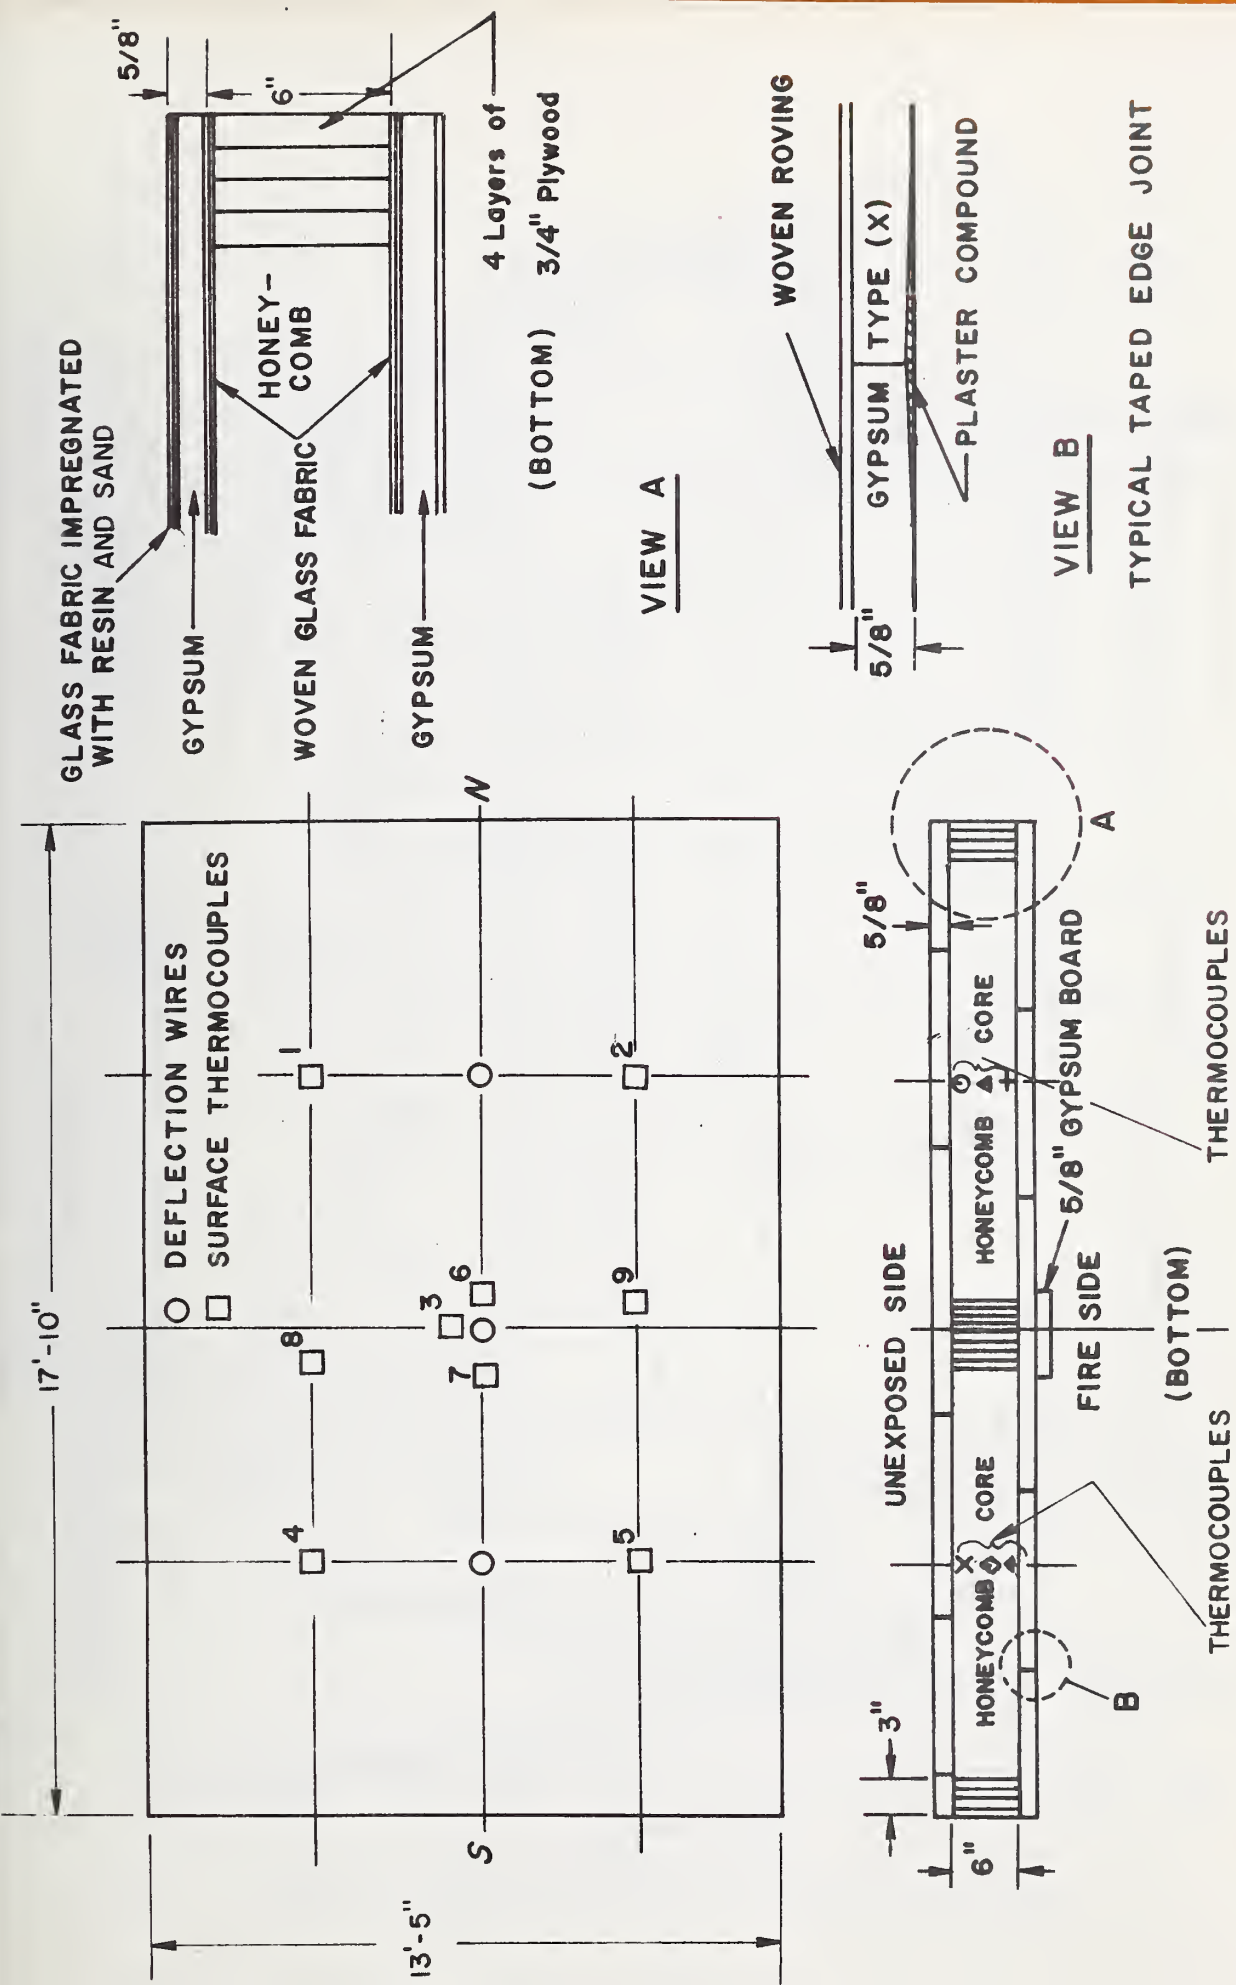 17'-10"
13'-5"
○ DEFLECTION WIRES
□ SURFACE THERMOCOUPLES
4
8
1
3
S
7
6
N
5
9
2
GLASS FABRIC IMPREGNATED
WITH RESIN AND SAND
GYPSUM
WOVEN GLASS FABRIC
GYPSUM
HONEY-
COMB
5/8"
6"
4 Layers of
3/4" Plywood
(BOTTOM)
VIEW A
UNEXPOSED SIDE
3"
5/8"
6"
HONEYCOMB CORE
HONEYCOMB CORE
A
B
FIRE SIDE
5/8" GYPSUM BOARD
(BOTTOM)
THERMOCOUPLES
THERMOCOUPLES
WOVEN ROVING
5/8"
GYPSUM TYPE (X)
PLASTER COMPOUND
VIEW B
TYPICAL TAPED EDGE JOINT